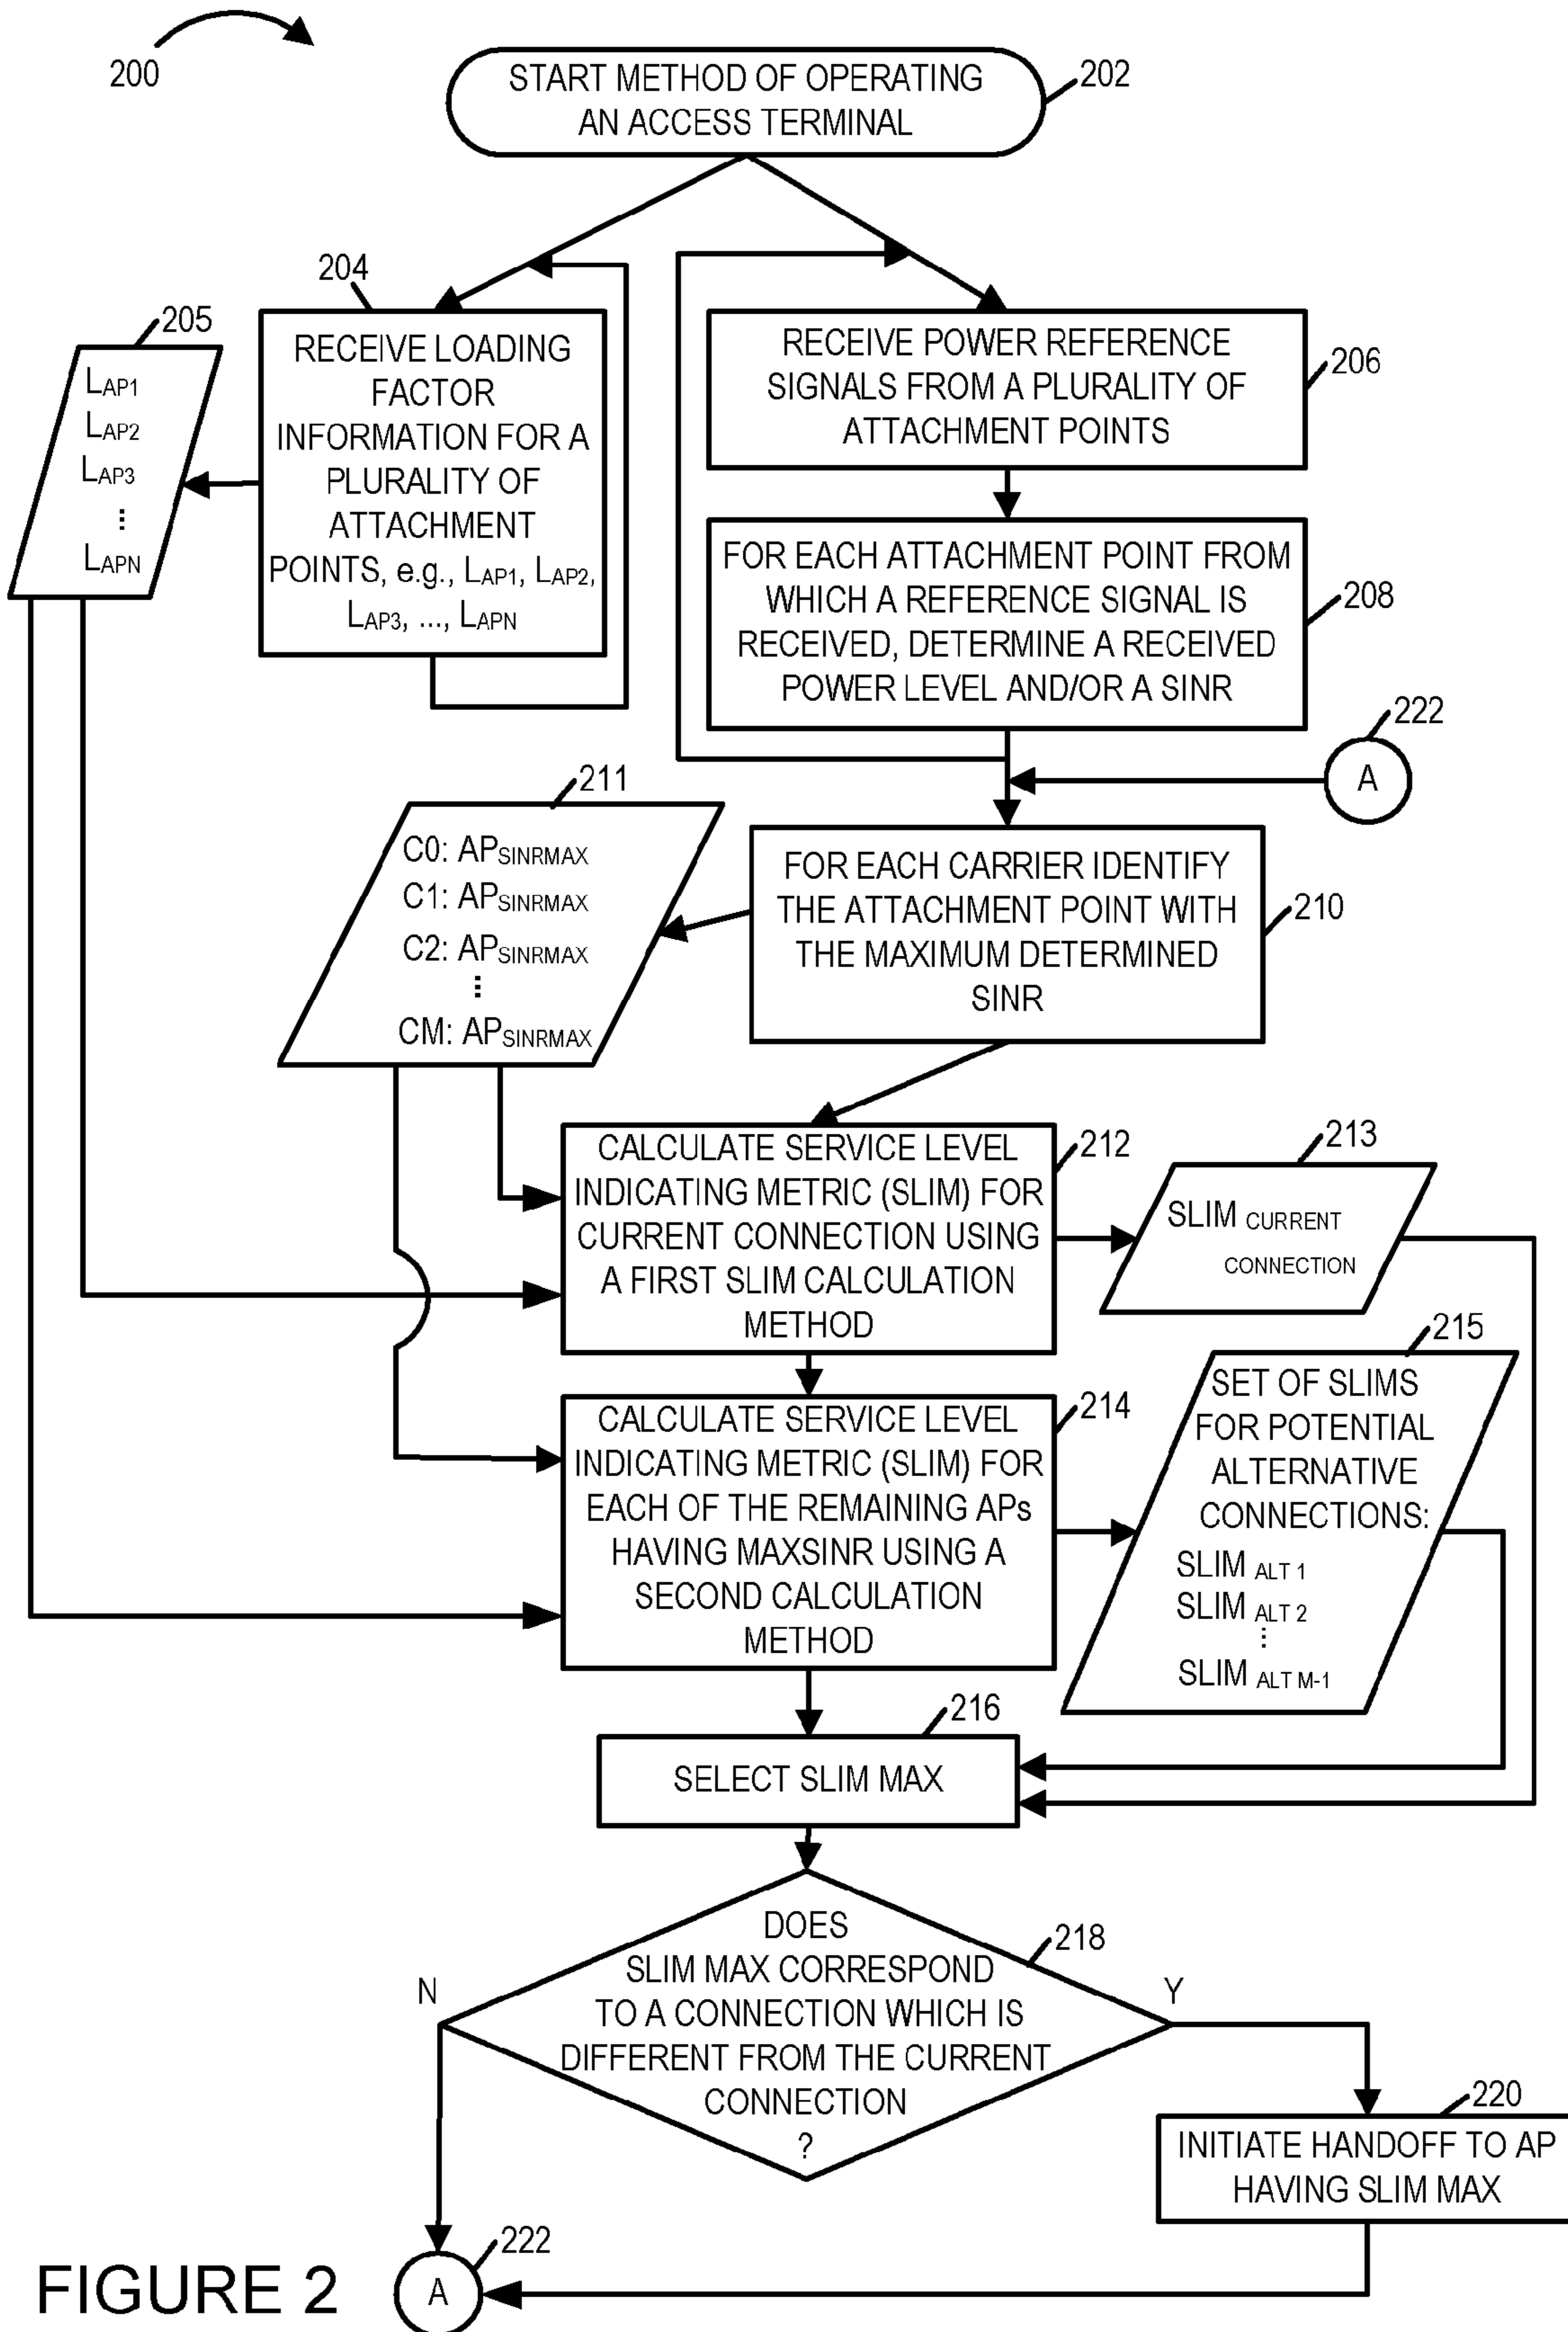 200
START METHOD OF OPERATING
AN ACCESS TERMINAL
202
204
RECEIVE LOADING
FACTOR
INFORMATION FOR A
PLURALITY OF
ATTACHMENT
POINTS, e.g., LAP1, LAP2,
LAP3, ..., LAPN
205
LAP1
LAP2
LAP3
⋮
LAPN
RECEIVE POWER REFERENCE
SIGNALS FROM A PLURALITY OF
ATTACHMENT POINTS
206
FOR EACH ATTACHMENT POINT FROM
WHICH A REFERENCE SIGNAL IS
RECEIVED, DETERMINE A RECEIVED
POWER LEVEL AND/OR A SINR
208
222
A
211
C0: APSINRMAX
C1: APSINRMAX
C2: APSINRMAX
⋮
CM: APSINRMAX
FOR EACH CARRIER IDENTIFY
THE ATTACHMENT POINT WITH
THE MAXIMUM DETERMINED
SINR
210
CALCULATE SERVICE LEVEL
INDICATING METRIC (SLIM) FOR
CURRENT CONNECTION USING
A FIRST SLIM CALCULATION
METHOD
212
213
SLIM CURRENT
CONNECTION
CALCULATE SERVICE LEVEL
INDICATING METRIC (SLIM) FOR
EACH OF THE REMAINING APs
HAVING MAXSINR USING A
SECOND CALCULATION
METHOD
214
215
SET OF SLIMS
FOR POTENTIAL
ALTERNATIVE
CONNECTIONS:
SLIM ALT 1
SLIM ALT 2
⋮
SLIM ALT M-1
216
SELECT SLIM MAX
DOES
SLIM MAX CORRESPOND
TO A CONNECTION WHICH IS
DIFFERENT FROM THE CURRENT
CONNECTION
?
218
N
Y
220
INITIATE HANDOFF TO AP
HAVING SLIM MAX
222
A
FIGURE 2